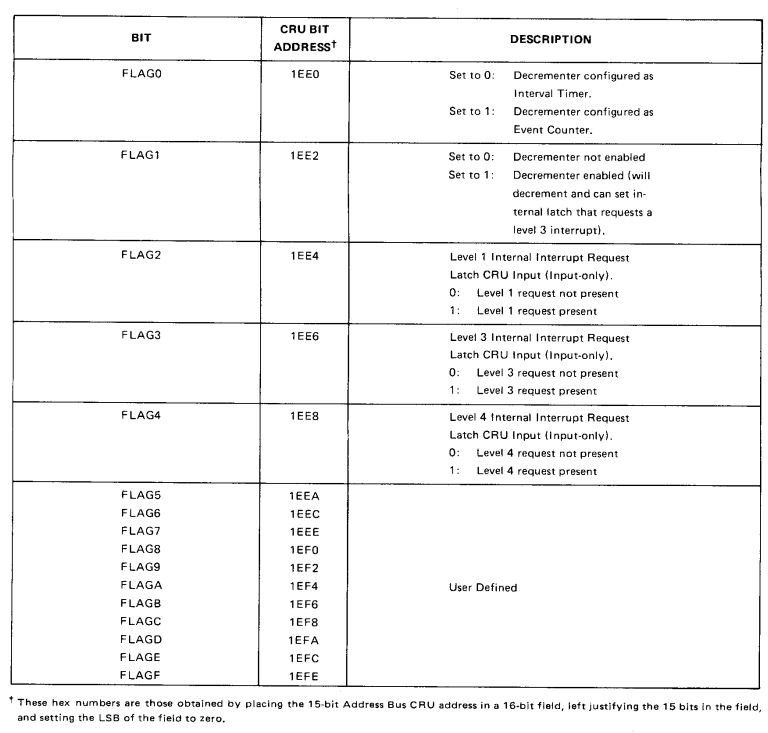 BIT
CRU BIT ADDRESS†
DESCRIPTION
FLAG0 1EE0 Set to 0: Decrementer configured as
Interval Timer.
Set to 1: Decrementer configured as
Event Counter.
FLAG1 1EE2 Set to 0: Decrementer not enabled
Set to 1: Decrementer enabled (will
decrement and can set in-
ternal latch that requests a
level 3 interrupt).
FLAG2 1EE4 Level 1 Internal Interrupt Request
Latch CRU Input (Input-only).
0: Level 1 request not present
1: Level 1 request present
FLAG3 1EE6 Level 3 Internal Interrupt Request
Latch CRU Input (Input-only).
0: Level 3 request not present
1: Level 3 request present
FLAG4 1EE8 Level 4 Internal Interrupt Request
Latch CRU Input (Input-only).
0: Level 4 request not present
1: Level 4 request present
FLAG5 1EEA
FLAG6 1EEC
FLAG7 1EEE
FLAG8 1EF0
FLAG9 1EF2
FLAGA 1EF4 User Defined
FLAGB 1EF6
FLAGC 1EF8
FLAGD 1EFA
FLAGE 1EFC
FLAGF 1EFE
† These hex numbers are those obtained by placing the 15-bit Address Bus CRU address in a 16-bit field, left justifying the 15 bits in the field,
and setting the LSB of the field to zero.